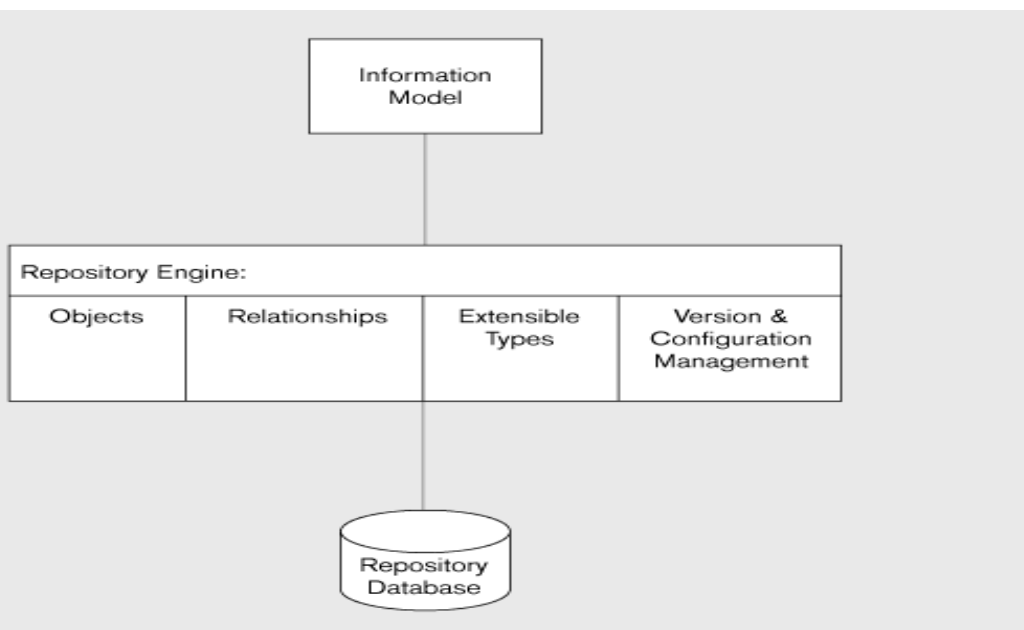 Information
Model
Repository Engine:
Objects
Relationships
Extensible
Types
Version &
Configuration
Management
Repository
Database